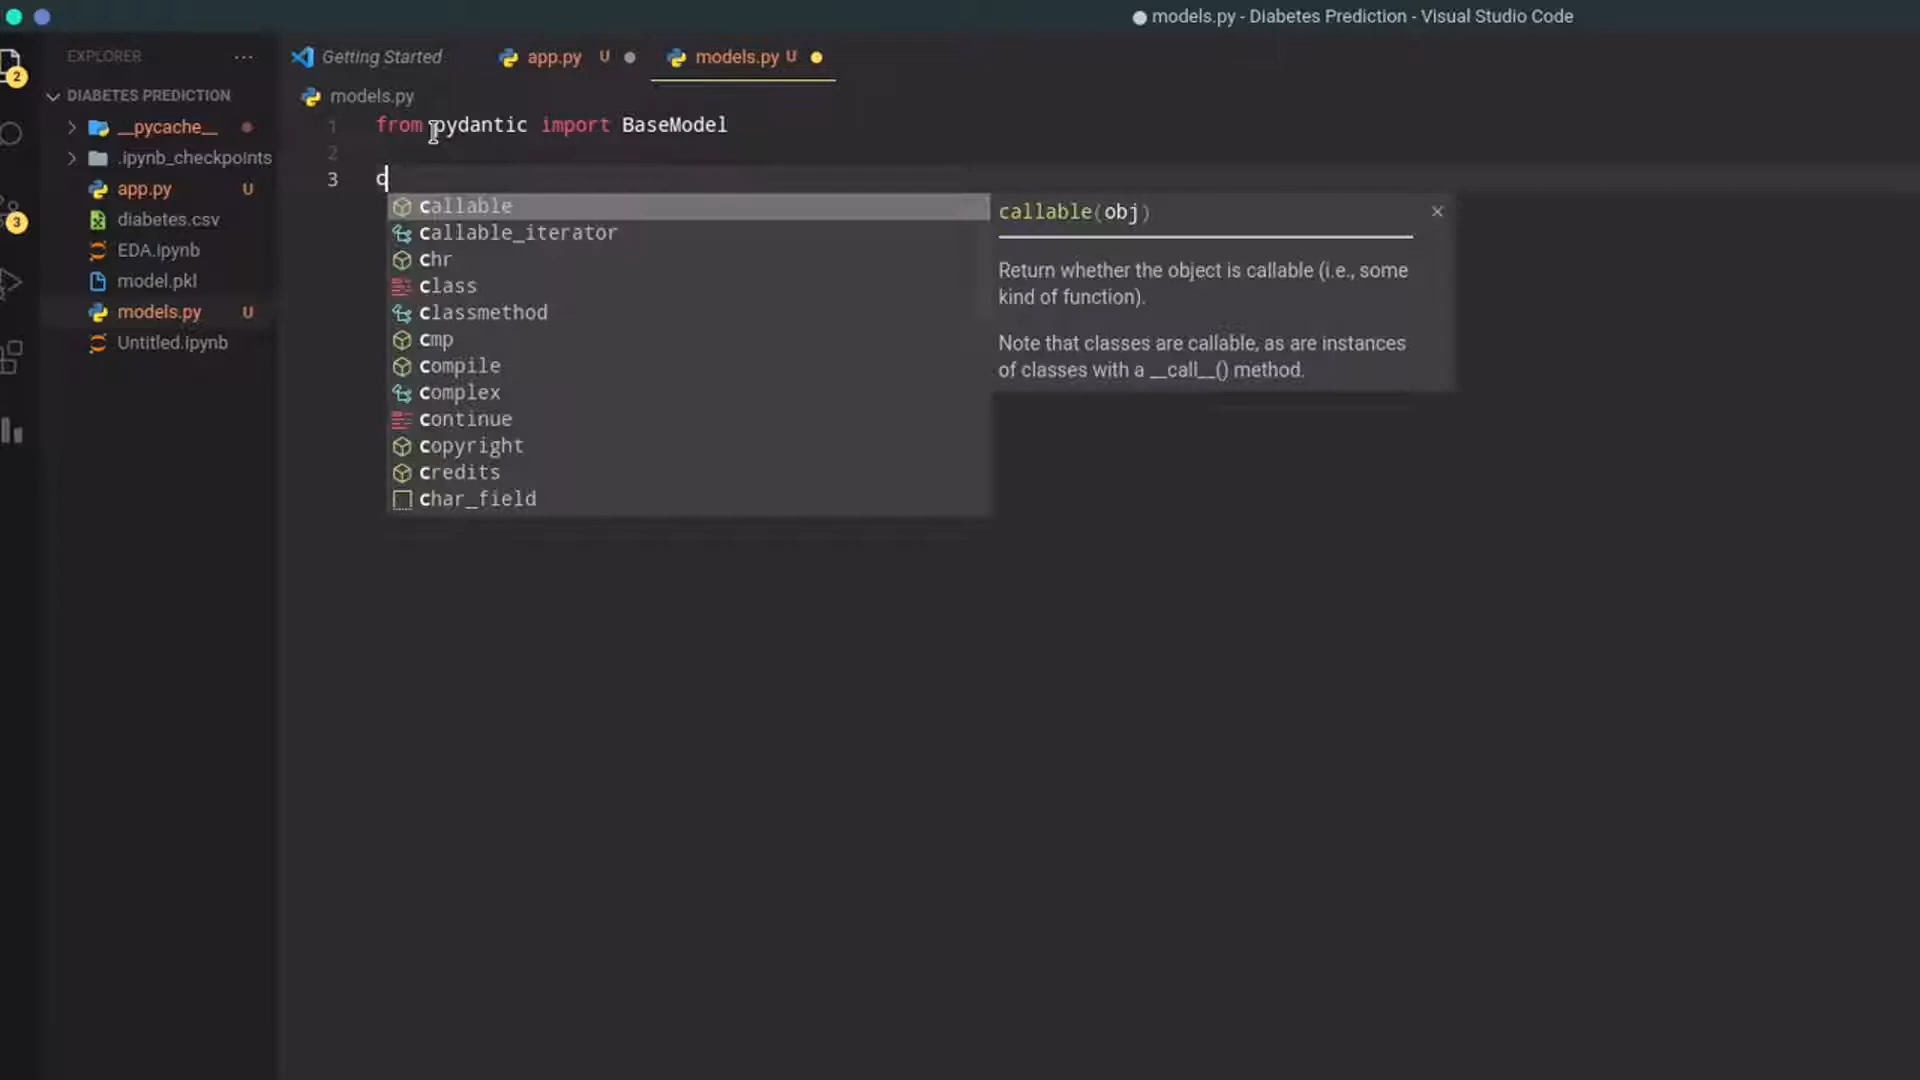 models.py - Diabetes Prediction - Visual Studio Code
EXPLORER ...
Getting Started
app.py U
models.py U
2
DIABETES PREDICTION
models.py
__pycache__
.ipynb_checkpoints
app.py U
diabetes.csv
EDA.ipynb
model.pkl
models.py U
Untitled.ipynb
3
1 from pydantic import BaseModel
2
3 c
callable
callable_iterator
chr
class
classmethod
cmp
compile
complex
continue
copyright
credits
char_field
callable(obj)
Return whether the object is callable (i.e., some
kind of function).
Note that classes are callable, as are instances
of classes with a __call__() method.